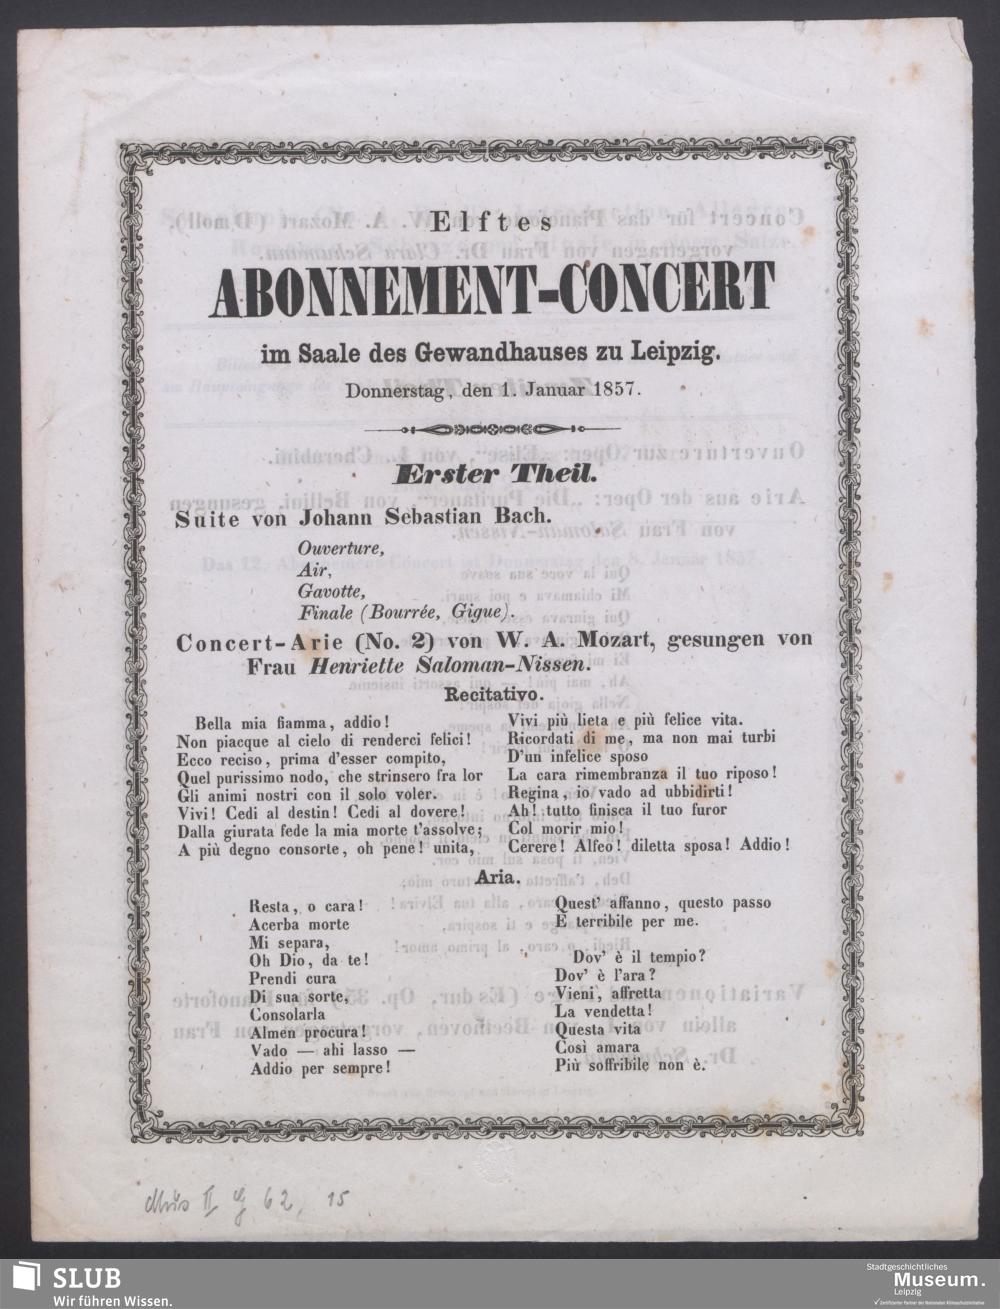 Elftes
ABONNEMENT-CONCERT
im Saale des Gewandhauses zu Leipzig.
Donnerstag, den 1. Januar 1857.
Erster Theil.
Suite von Johann Sebastian Bach.
Ouverture,
Air,
Gavotte,
Finale (Bourrée, Gigue).
Concert-Arie (No. 2) von W. A. Mozart, gesungen von
Frau Henriette Saloman-Nissen.
Recitativo.
Bella mia fiamma, addio!
Non piacque al cielo di renderci felici!
Ecco reciso, prima d'esser compito,
Quel purissimo nodo, che strinsero fra lor
Gli animi nostri con il solo voler.
Vivi! Cedi al destin! Cedi al dovere!
Dalla giurata fede la mia morte t'assolve;
A più degno consorte, oh pene! unita,
Vivi più lieta e più felice vita.
Ricordati di me, ma non mai turbi
D'un infelice sposo
La cara rimembranza il tuo riposo!
Regina, io vado ad ubbidirti!
Ah! tutto finisca il tuo furor
Col morir mio!
Cerere! Alfeo! diletta sposa! Addio!
Aria.
Resta, o cara!
Acerba morte
Mi separa,
Oh Dio, da te!
Prendi cura
Di sua sorte,
Consolarla
Almen procura!
Vado — ahi lasso —
Addio per sempre!
Quest' affanno, questo passo
E terribile per me.
Dov' è il tempio?
Dov' è l'ara?
Vieni, affretta
La vendetta!
Questa vita
Così amara
Più soffribile non è.
Mus II 62, 15
SLUB
Wir führen Wissen.
Stadtgeschichtliches
Museum.
Leipzig